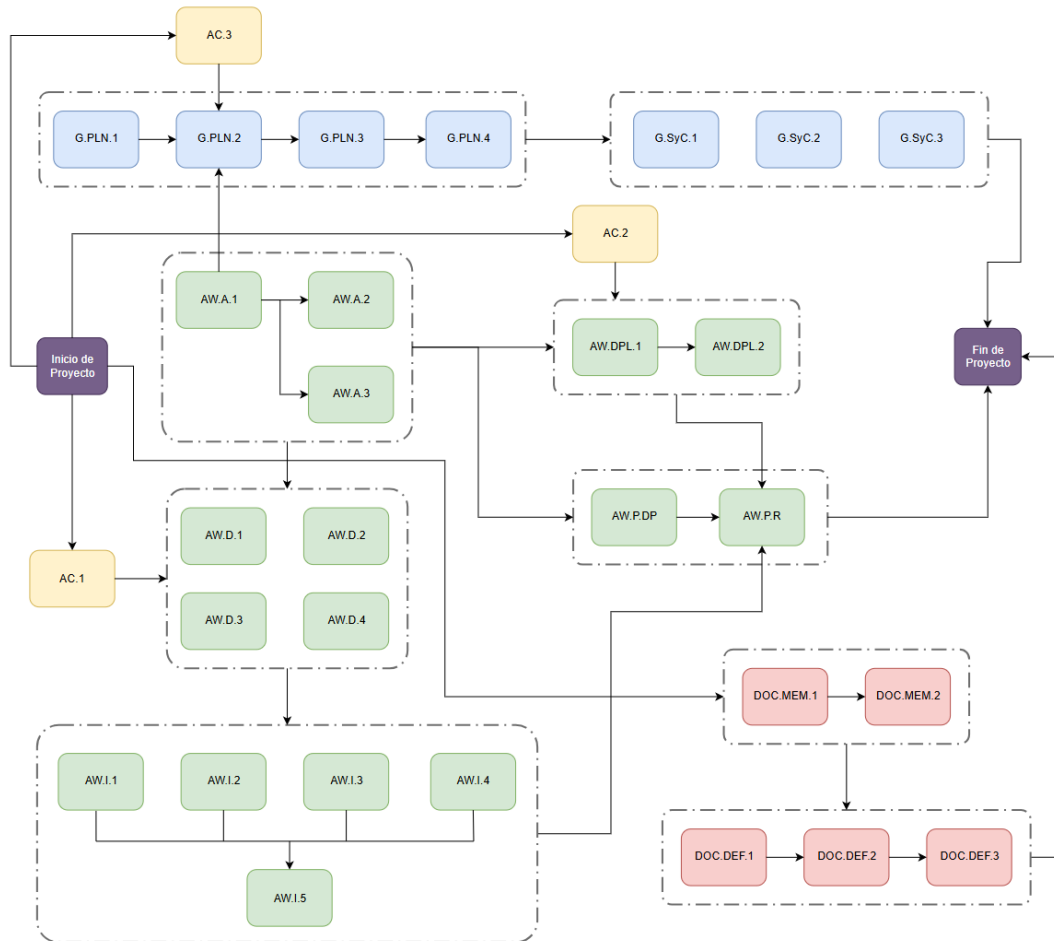 AC.3
G.PLN.1
G.PLN.2
G.PLN.3
G.PLN.4
G.SyC.1
G.SyC.2
G.SyC.3
AC.2
AW.A.1
AW.A.2
AW.A.3
AW.DPL.1
AW.DPL.2
Inicio de
Proyecto
Fin de
Proyecto
AW.P.DP
AW.P.R
AW.D.1
AW.D.2
AC.1
AW.D.3
AW.D.4
DOC.MEM.1
DOC.MEM.2
AW.I.1
AW.I.2
AW.I.3
AW.I.4
DOC.DEF.1
DOC.DEF.2
DOC.DEF.3
AW.I.5